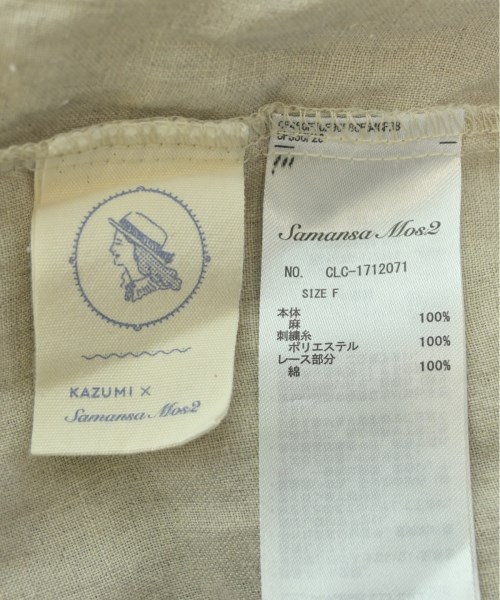 KAZUMI ×
Samansa Mos2
Samansa Mos2
NO. CLC-1712071
SIZE F
本体
麻 100%
刺繍糸
ポリエステル 100%
レース部分
綿 100%